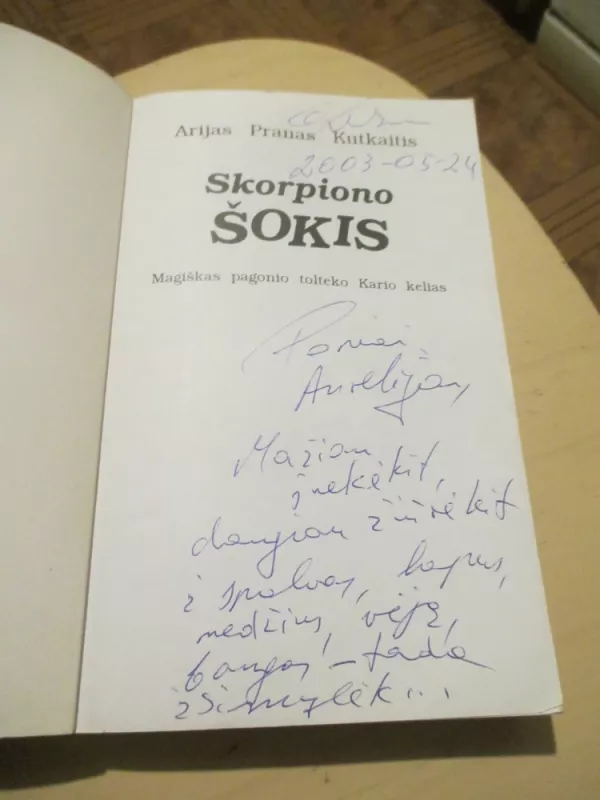 Arijas Pranas Kutkaitis
2003-05-24
Skorpiono
ŠOKIS
Magiškas pagonio tolteko Kario kelias
Poniai
Aurelijai,
Mažiau
šnekėkit,
daugiau žiūrėkit
į spalvas, lapus,
medžius, vėją,
bangas – tada
įsimylėk...